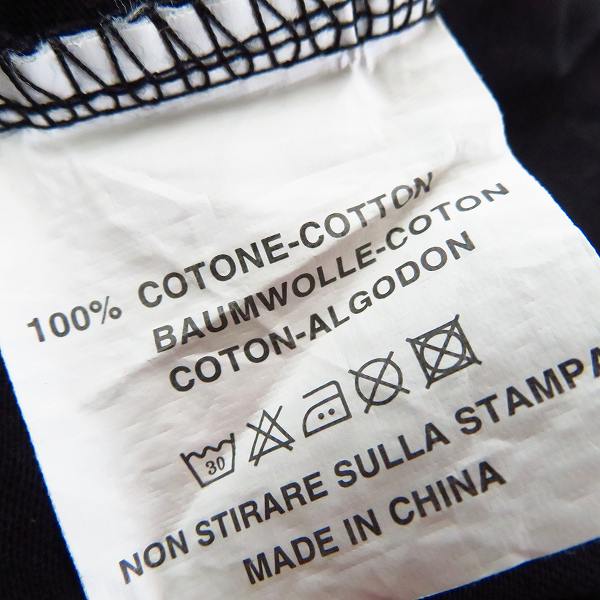 100% COTONE-COTTON
BAUMWOLLE-COTON
COTON-ALGODON
30
NON STIRARE SULLA STAMPA
MADE IN CHINA